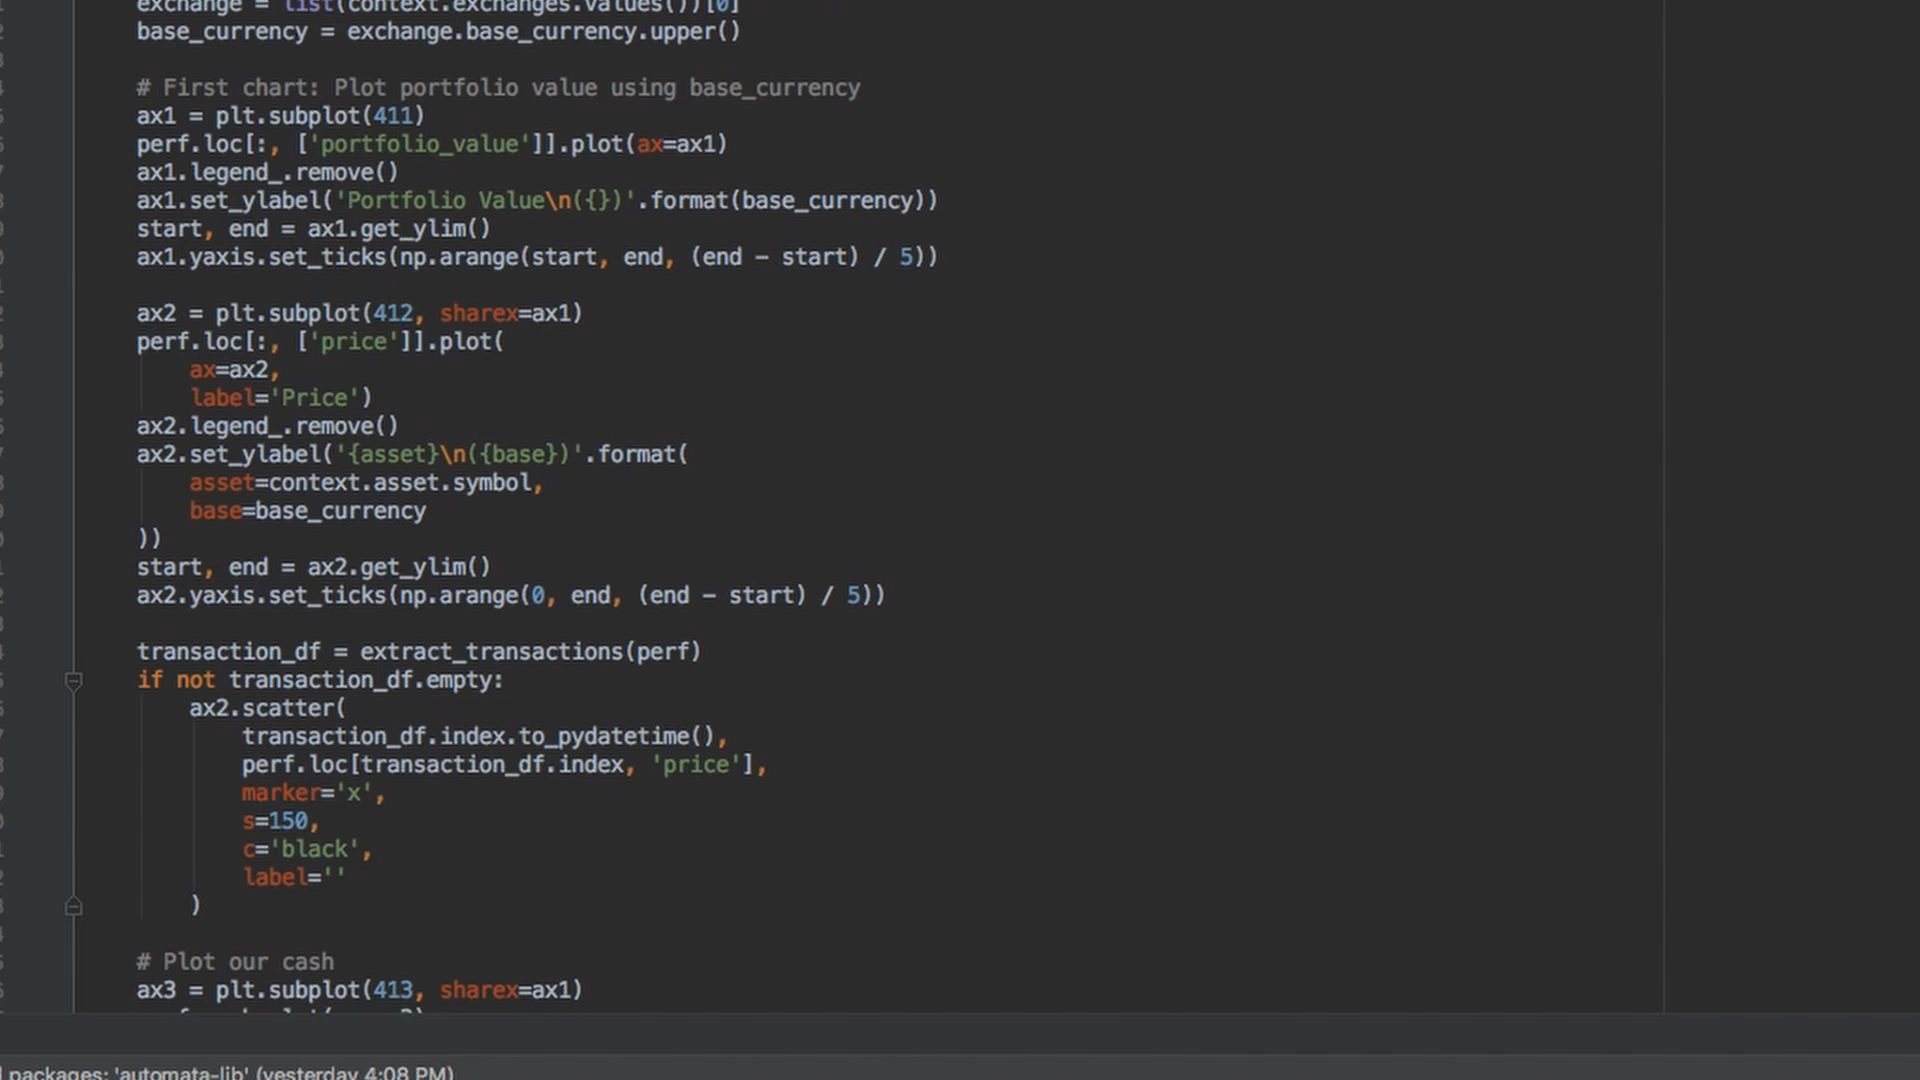 exchange = list(context.exchanges.values())[0]
base_currency = exchange.base_currency.upper()
# First chart: Plot portfolio value using base_currency
ax1 = plt.subplot(411)
perf.loc[:, ['portfolio_value']].plot(ax=ax1)
ax1.legend_.remove()
ax1.set_ylabel('Portfolio Value\n({})'.format(base_currency))
start, end = ax1.get_ylim()
ax1.yaxis.set_ticks(np.arange(start, end, (end - start) / 5))
ax2 = plt.subplot(412, sharex=ax1)
perf.loc[:, ['price']].plot(
ax=ax2,
label='Price')
ax2.legend_.remove()
ax2.set_ylabel('{asset}\n({base})'.format(
asset=context.asset.symbol,
base=base_currency
))
start, end = ax2.get_ylim()
ax2.yaxis.set_ticks(np.arange(0, end, (end - start) / 5))
transaction_df = extract_transactions(perf)
if not transaction_df.empty:
ax2.scatter(
transaction_df.index.to_pydatetime(),
perf.loc[transaction_df.index, 'price'],
marker='x',
s=150,
c='black',
label=''
)
# Plot our cash
ax3 = plt.subplot(413, sharex=ax1)
packages: 'automata-lib' (yesterday 4:08 PM)